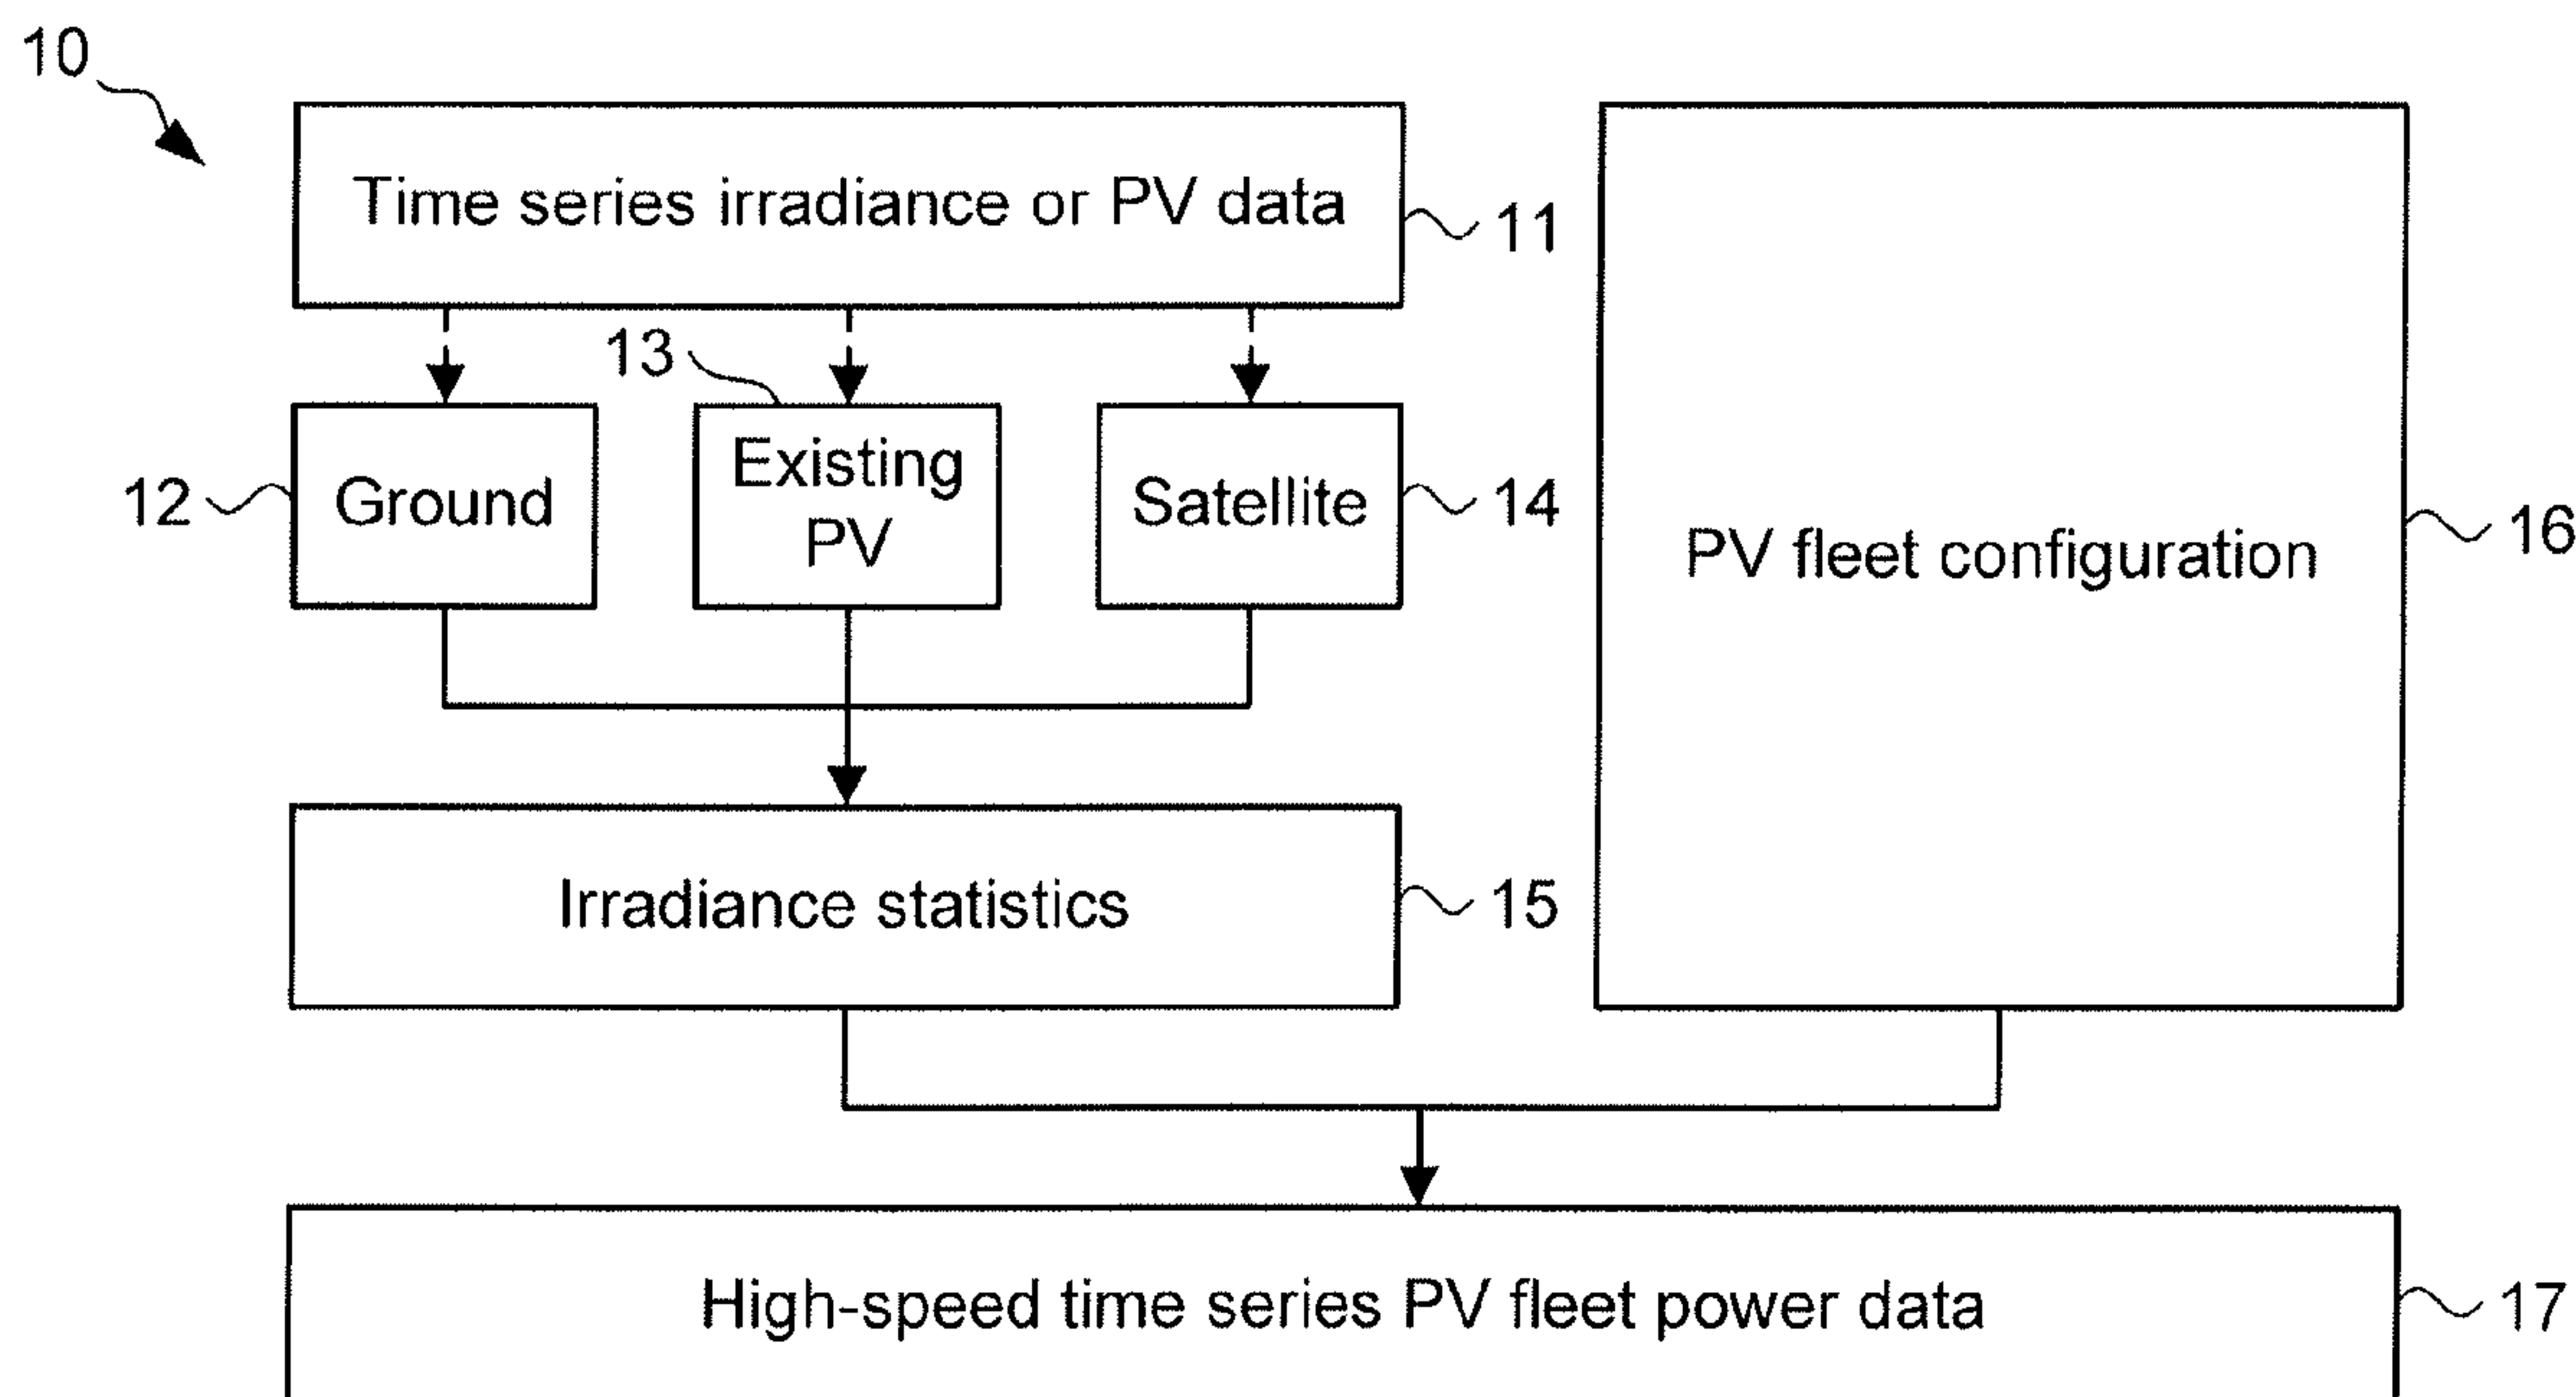 10
Time series irradiance or PV data
11
13
12
Ground
Existing
PV
Satellite
14
PV fleet configuration
16
Irradiance statistics
15
High-speed time series PV fleet power data
17